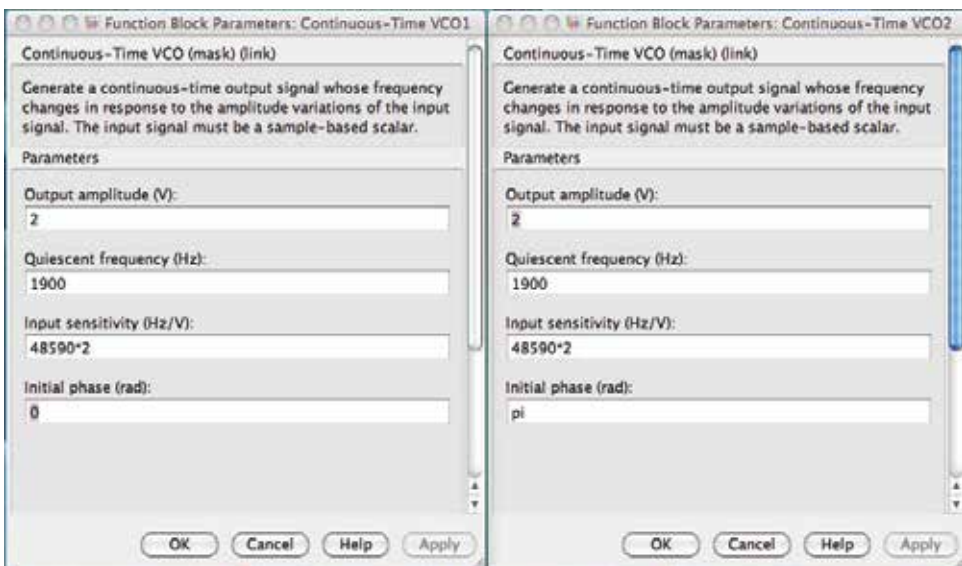 Function Block Parameters: Continuous-Time VCO1
Continuous-Time VCO (mask) (link)
Generate a continuous-time output signal whose frequency
changes in response to the amplitude variations of the input
signal. The input signal must be a sample-based scalar.
Parameters
Output amplitude (V):
2
Quiescent frequency (Hz):
1900
Input sensitivity (Hz/V):
48590*2
Initial phase (rad):
0
OK Cancel Help Apply
Function Block Parameters: Continuous-Time VCO2
Continuous-Time VCO (mask) (link)
Generate a continuous-time output signal whose frequency
changes in response to the amplitude variations of the input
signal. The input signal must be a sample-based scalar.
Parameters
Output amplitude (V):
2
Quiescent frequency (Hz):
1900
Input sensitivity (Hz/V):
48590*2
Initial phase (rad):
pi
OK Cancel Help Apply